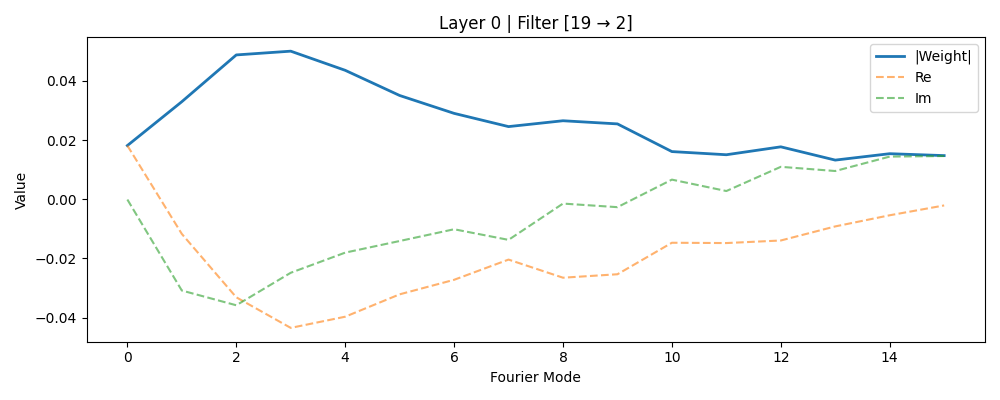 Layer 0 | Filter [19 → 2]
|Weight|
Re
Im
Value
0.04
0.02
0.00
−0.02
−0.04
0 2 4 6 8 10 12 14
Fourier Mode